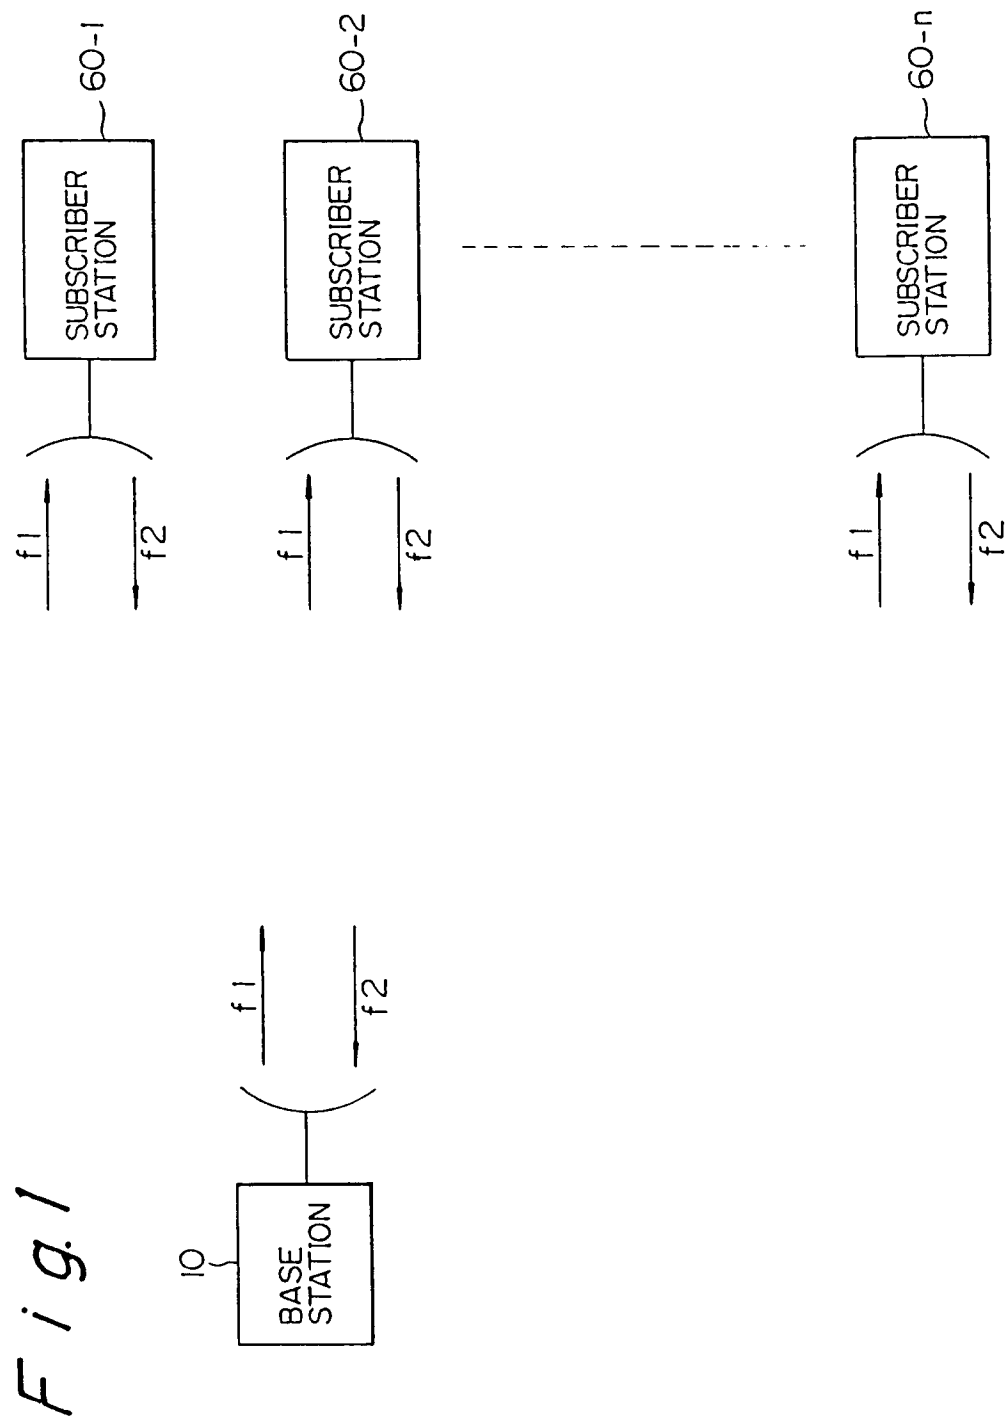 Fig. 1
10
BASE
STATION
f1
f2
f1
f2
SUBSCRIBER
STATION
60-1
f1
f2
SUBSCRIBER
STATION
60-2
f1
f2
SUBSCRIBER
STATION
60-n